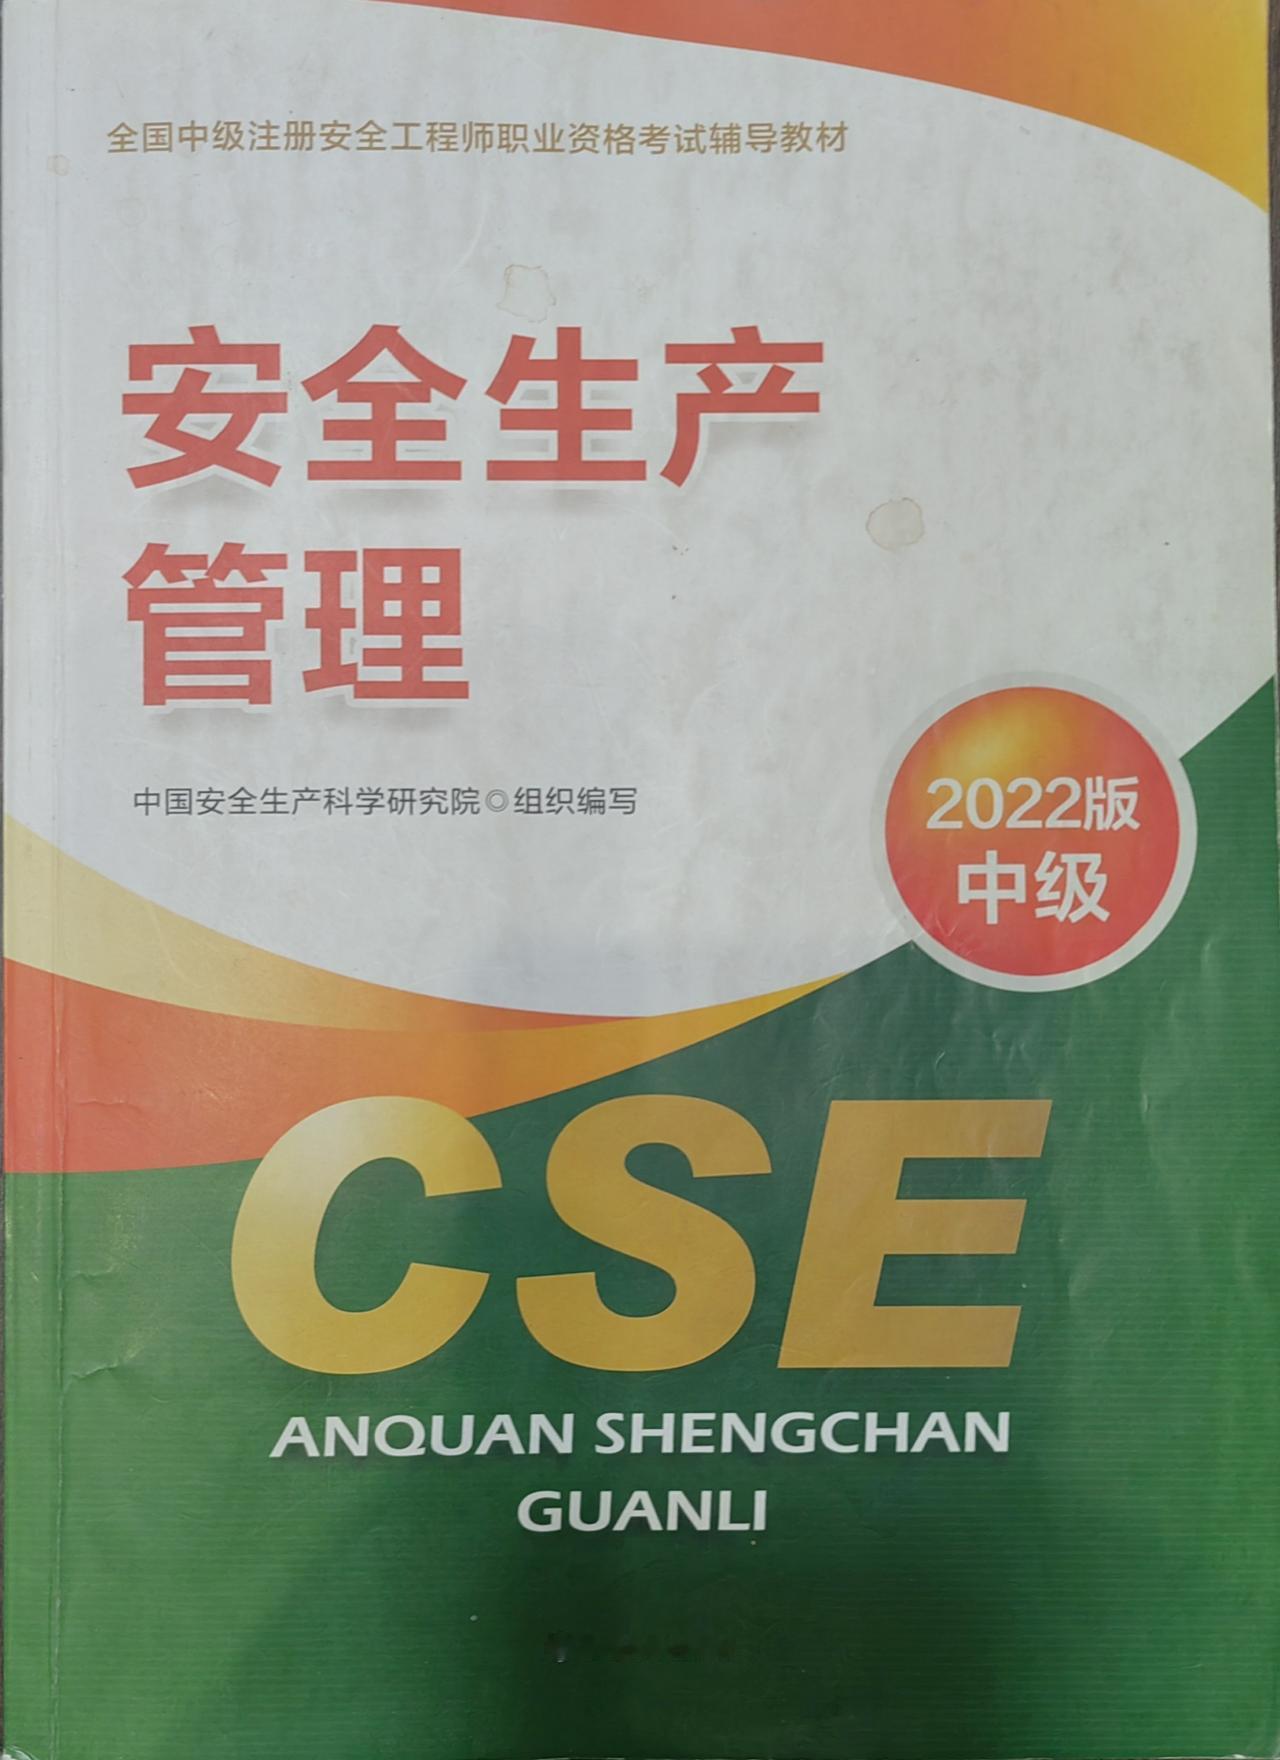 全国中级注册安全工程师职业资格考试辅导教材
安全生产
管理
中国安全生产科学研究院◎组织编写
2022版
中级
CSE
ANQUAN SHENGCHAN
GUANLI